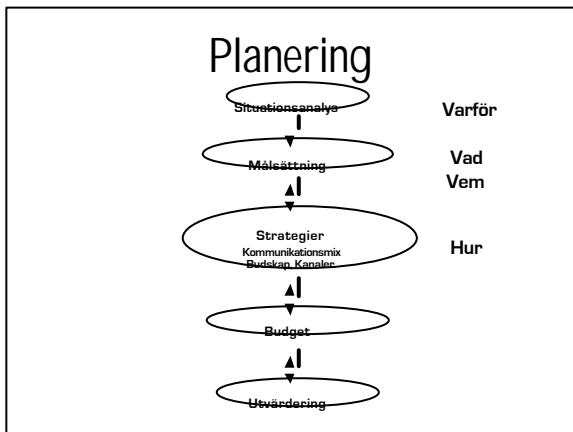 Planering
Situationsanalys
Varför
Målsättning
Vad
Vem
Strategier
Kommunikationsmix
Budskap, Kanaler
Hur
Budget
Utvärdering